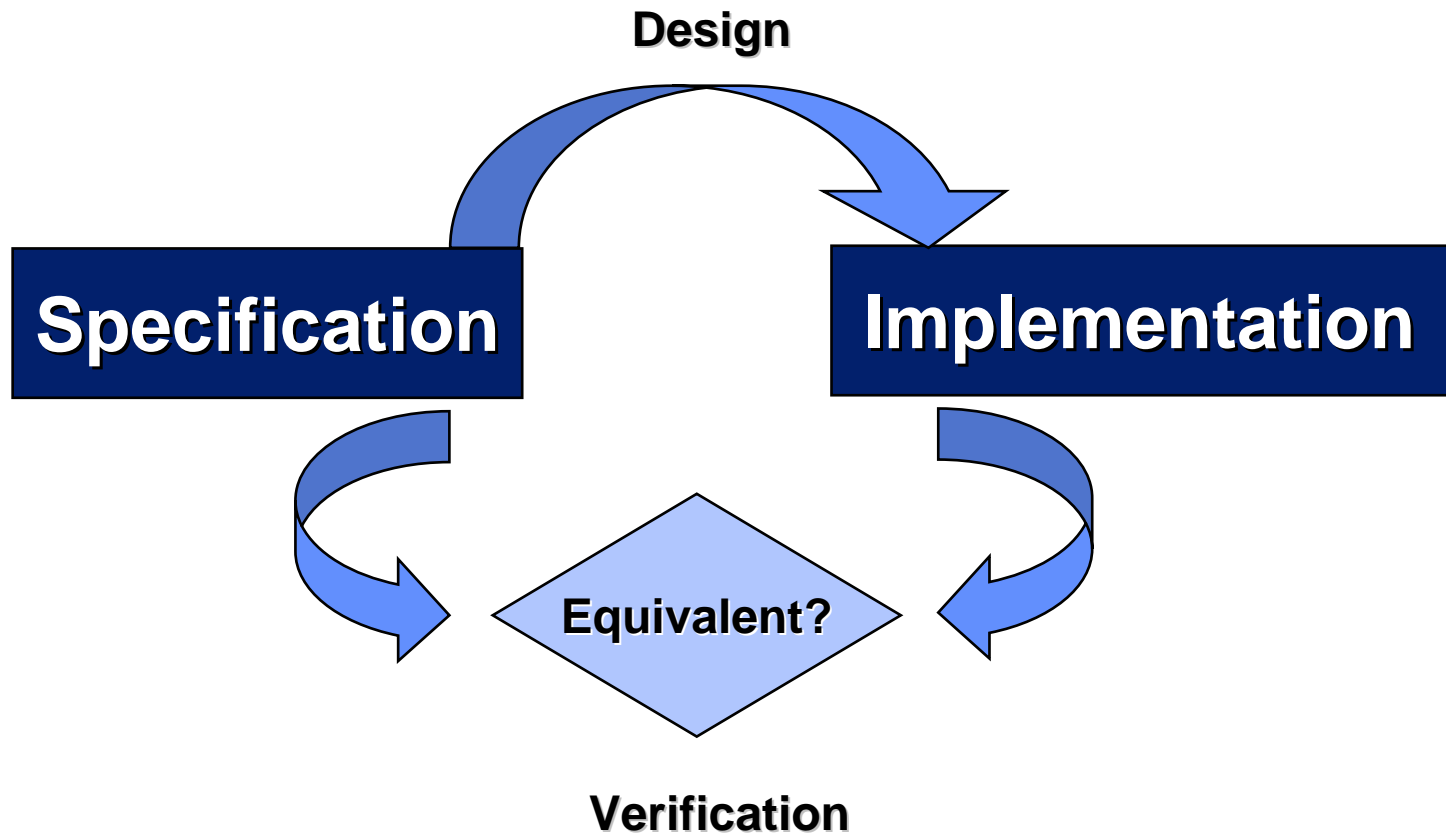 Design
Specification
Implementation
Equivalent?
Verification